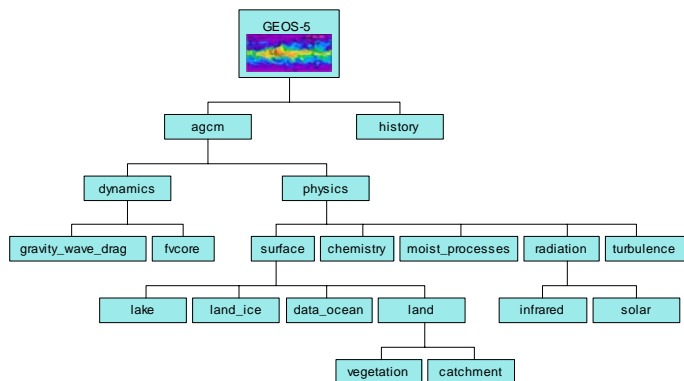 GEOS-5
agcm
history
dynamics
physics
gravity_wave_drag
fvcore
surface
chemistry
moist_processes
radiation
turbulence
lake
land_ice
data_ocean
land
infrared
solar
vegetation
catchment